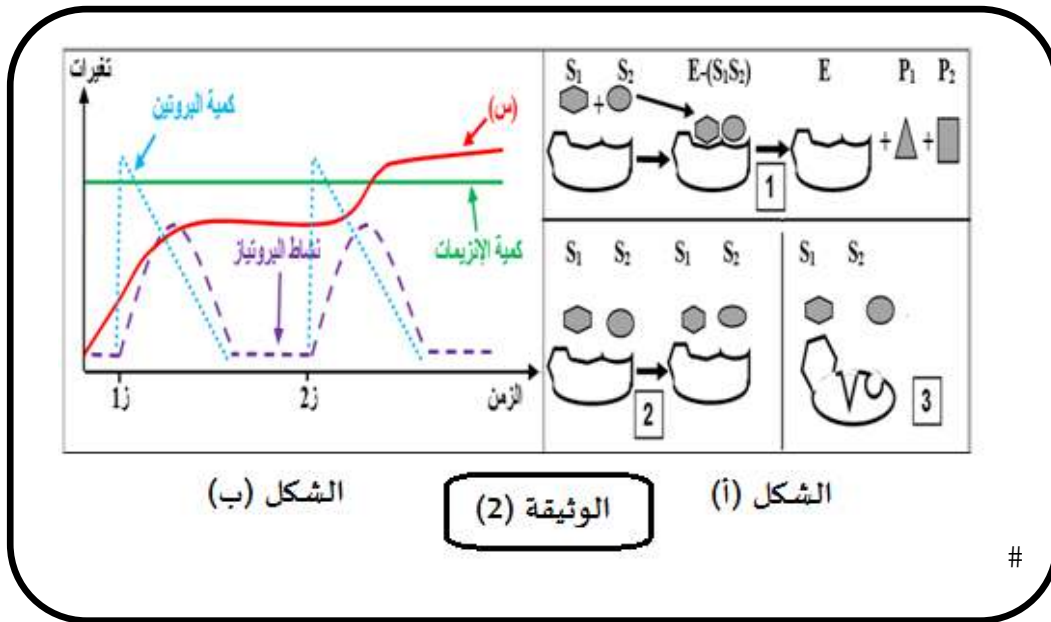 تغيرات
كمية البروتين
(س)
نشاط البروتياز
كمية الإنزيمات
ز1
ز2
الزمن
S₁ S₂ E-(S₁S₂) E P₁ P₂
+ + +
1
S₁ S₂ S₁ S₂
2
S₁ S₂
3
الشكل (أ)
الشكل (ب)
الوثيقة (2)
#